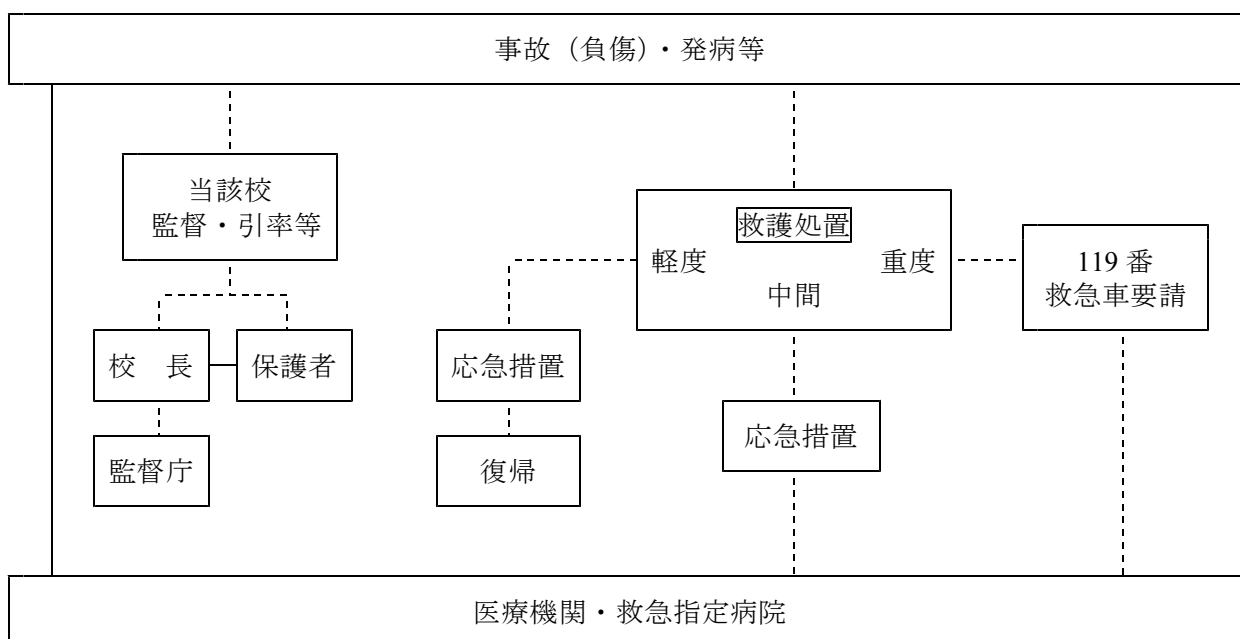 事故（負傷）・発病等
当該校
監督・引率等
救護処置
軽度
重度
中間
119 番
救急車要請
校　長
保護者
応急措置
応急措置
監督庁
復帰
医療機関・救急指定病院